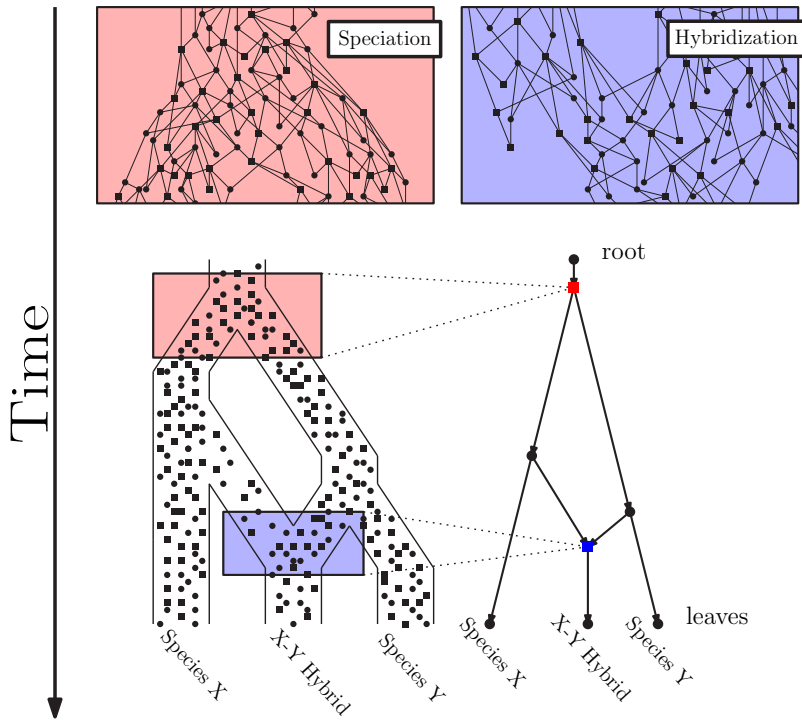 Speciation
Hybridization
root
Time
leaves
Species X
X-Y Hybrid
Species Y
Species X
X-Y Hybrid
Species Y